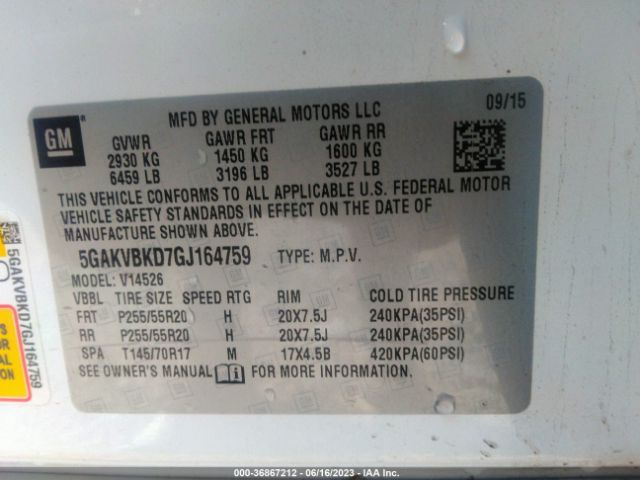 GM ®
MFD BY GENERAL MOTORS LLC 09/15
GVWR GAWR FRT GAWR RR
2930 KG 1450 KG 1600 KG
6459 LB 3196 LB 3527 LB
THIS VEHICLE CONFORMS TO ALL APPLICABLE U.S. FEDERAL MOTOR
VEHICLE SAFETY STANDARDS IN EFFECT ON THE DATE OF
MANUFACTURE SHOWN ABOVE.
5GAKVBKD7GJ164759 TYPE: M.P.V.
MODEL: V14526
VBBL TIRE SIZE SPEED RTG RIM COLD TIRE PRESSURE
FRT P255/55R20 H 20X7.5J 240KPA(35PSI)
RR P255/55R20 H 20X7.5J 240KPA(35PSI)
SPA T145/70R17 M 17X4.5B 420KPA(60PSI)
SEE OWNER'S MANUAL FOR MORE INFORMATION.
5GAKVBKD7GJ164759
000-36867212 - 06/16/2023 - IAA Inc.